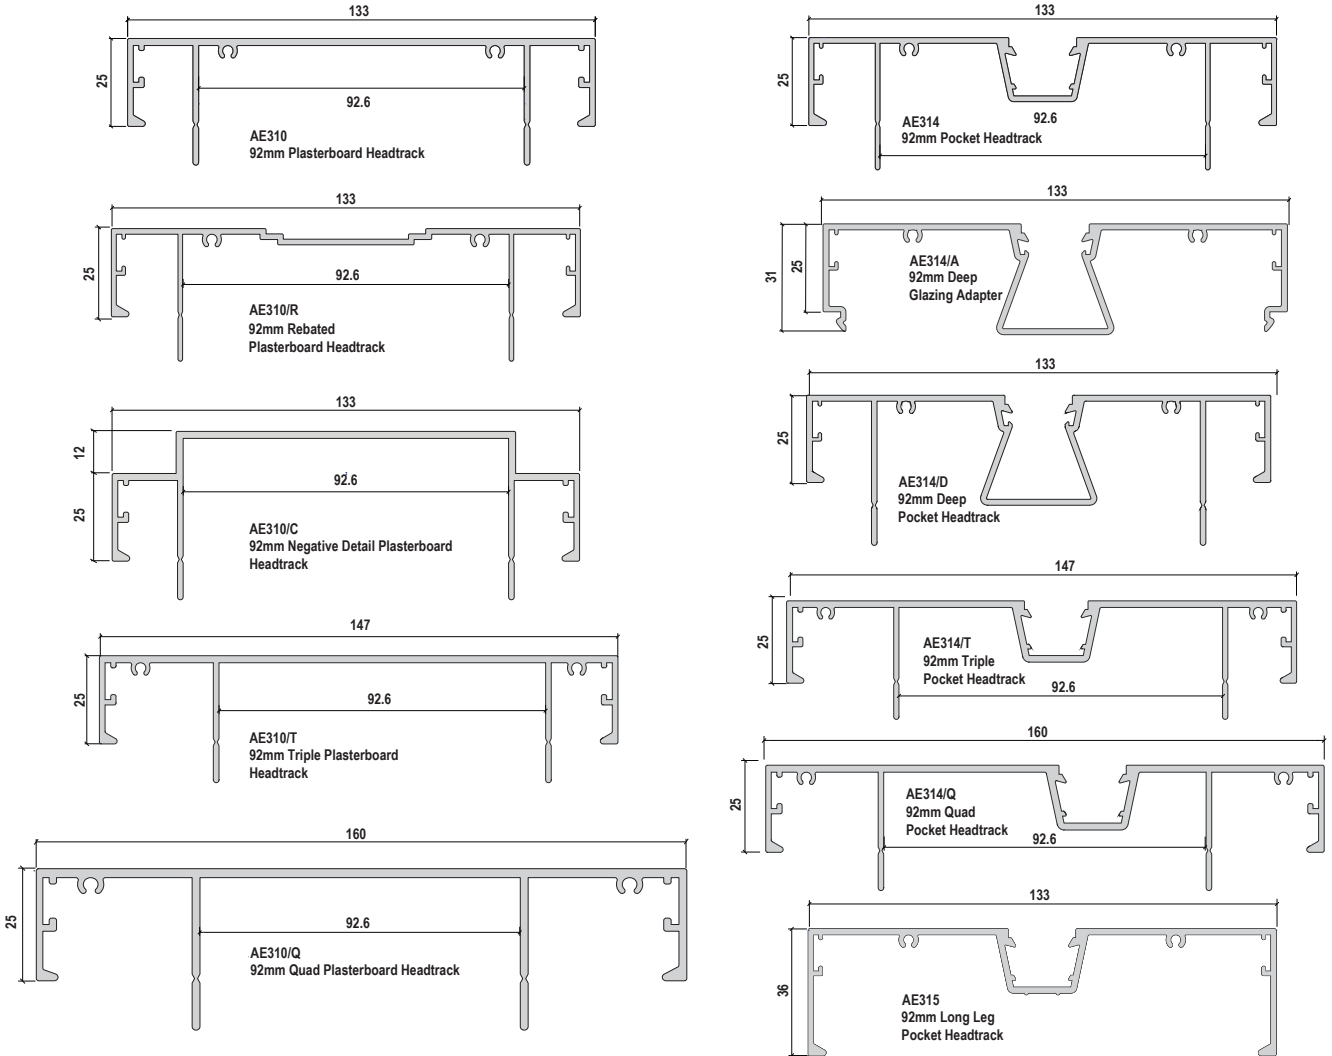 133
25
92.6
AE310
92mm Plasterboard Headtrack
133
25
92.6
AE310/R
92mm Rebated
Plasterboard Headtrack
133
12
92.6
25
AE310/C
92mm Negative Detail Plasterboard
Headtrack
147
25
92.6
AE310/T
92mm Triple Plasterboard
Headtrack
160
25
92.6
AE310/Q
92mm Quad Plasterboard Headtrack
133
25
92.6
AE314
92mm Pocket Headtrack
133
31
25
AE314/A
92mm Deep
Glazing Adapter
133
25
AE314/D
92mm Deep
Pocket Headtrack
147
25
AE314/T
92mm Triple
Pocket Headtrack
92.6
160
25
AE314/Q
92mm Quad
Pocket Headtrack
92.6
133
36
AE315
92mm Long Leg
Pocket Headtrack